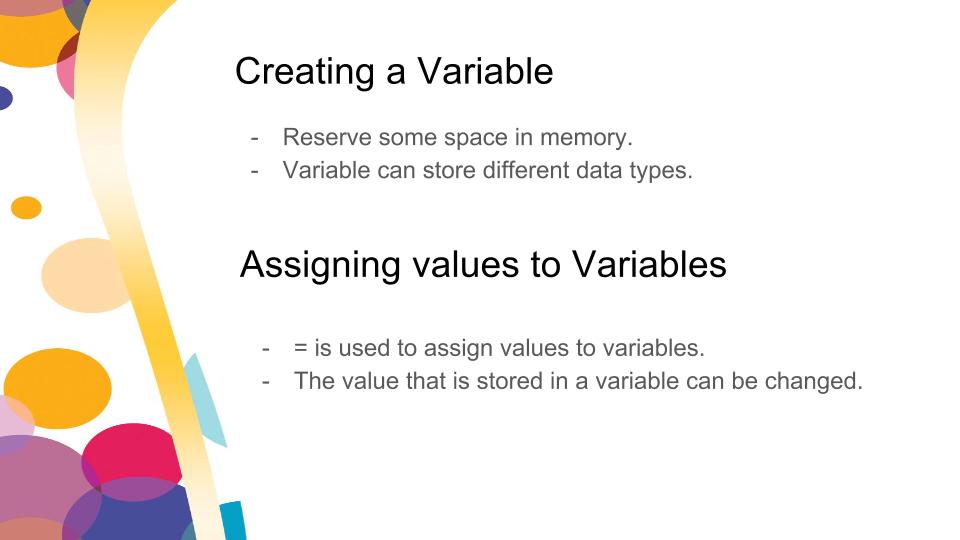 Creating a Variable
- Reserve some space in memory.
- Variable can store different data types.
Assigning values to Variables
- = is used to assign values to variables.
- The value that is stored in a variable can be changed.